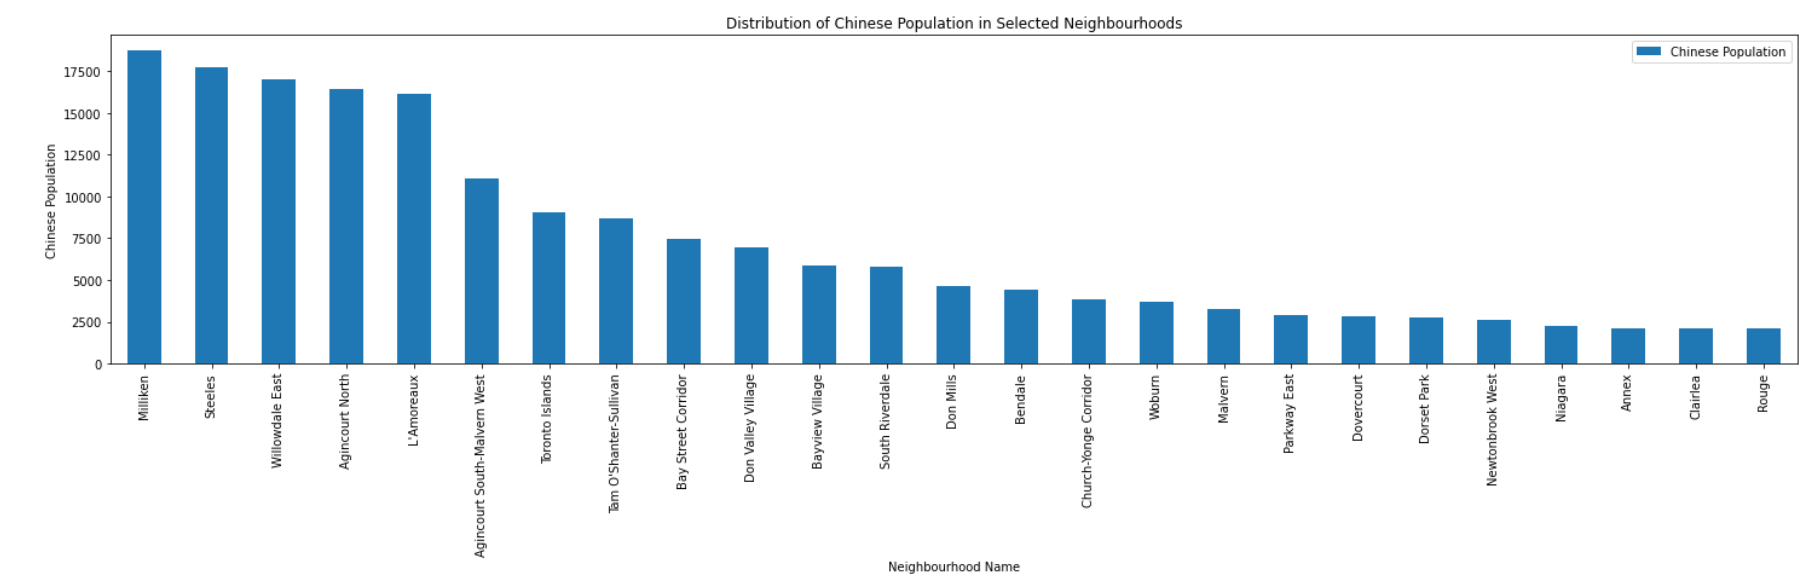 Distribution of Chinese Population in Selected Neighbourhoods
Chinese Population
17500
15000
12500
10000
7500
5000
2500
0
Chinese Population
Milliken
Steeles
Willowdale East
Agincourt North
L'Amoreaux
Agincourt South-Malvern West
Toronto Islands
Tam O'Shanter-Sullivan
Bay Street Corridor
Don Valley Village
Bayview Village
South Riverdale
Don Mills
Bendale
Church-Yonge Corridor
Woburn
Malvern
Parkway East
Dovercourt
Dorset Park
Newtonbrook West
Niagara
Annex
Clairlea
Rouge
Neighbourhood Name